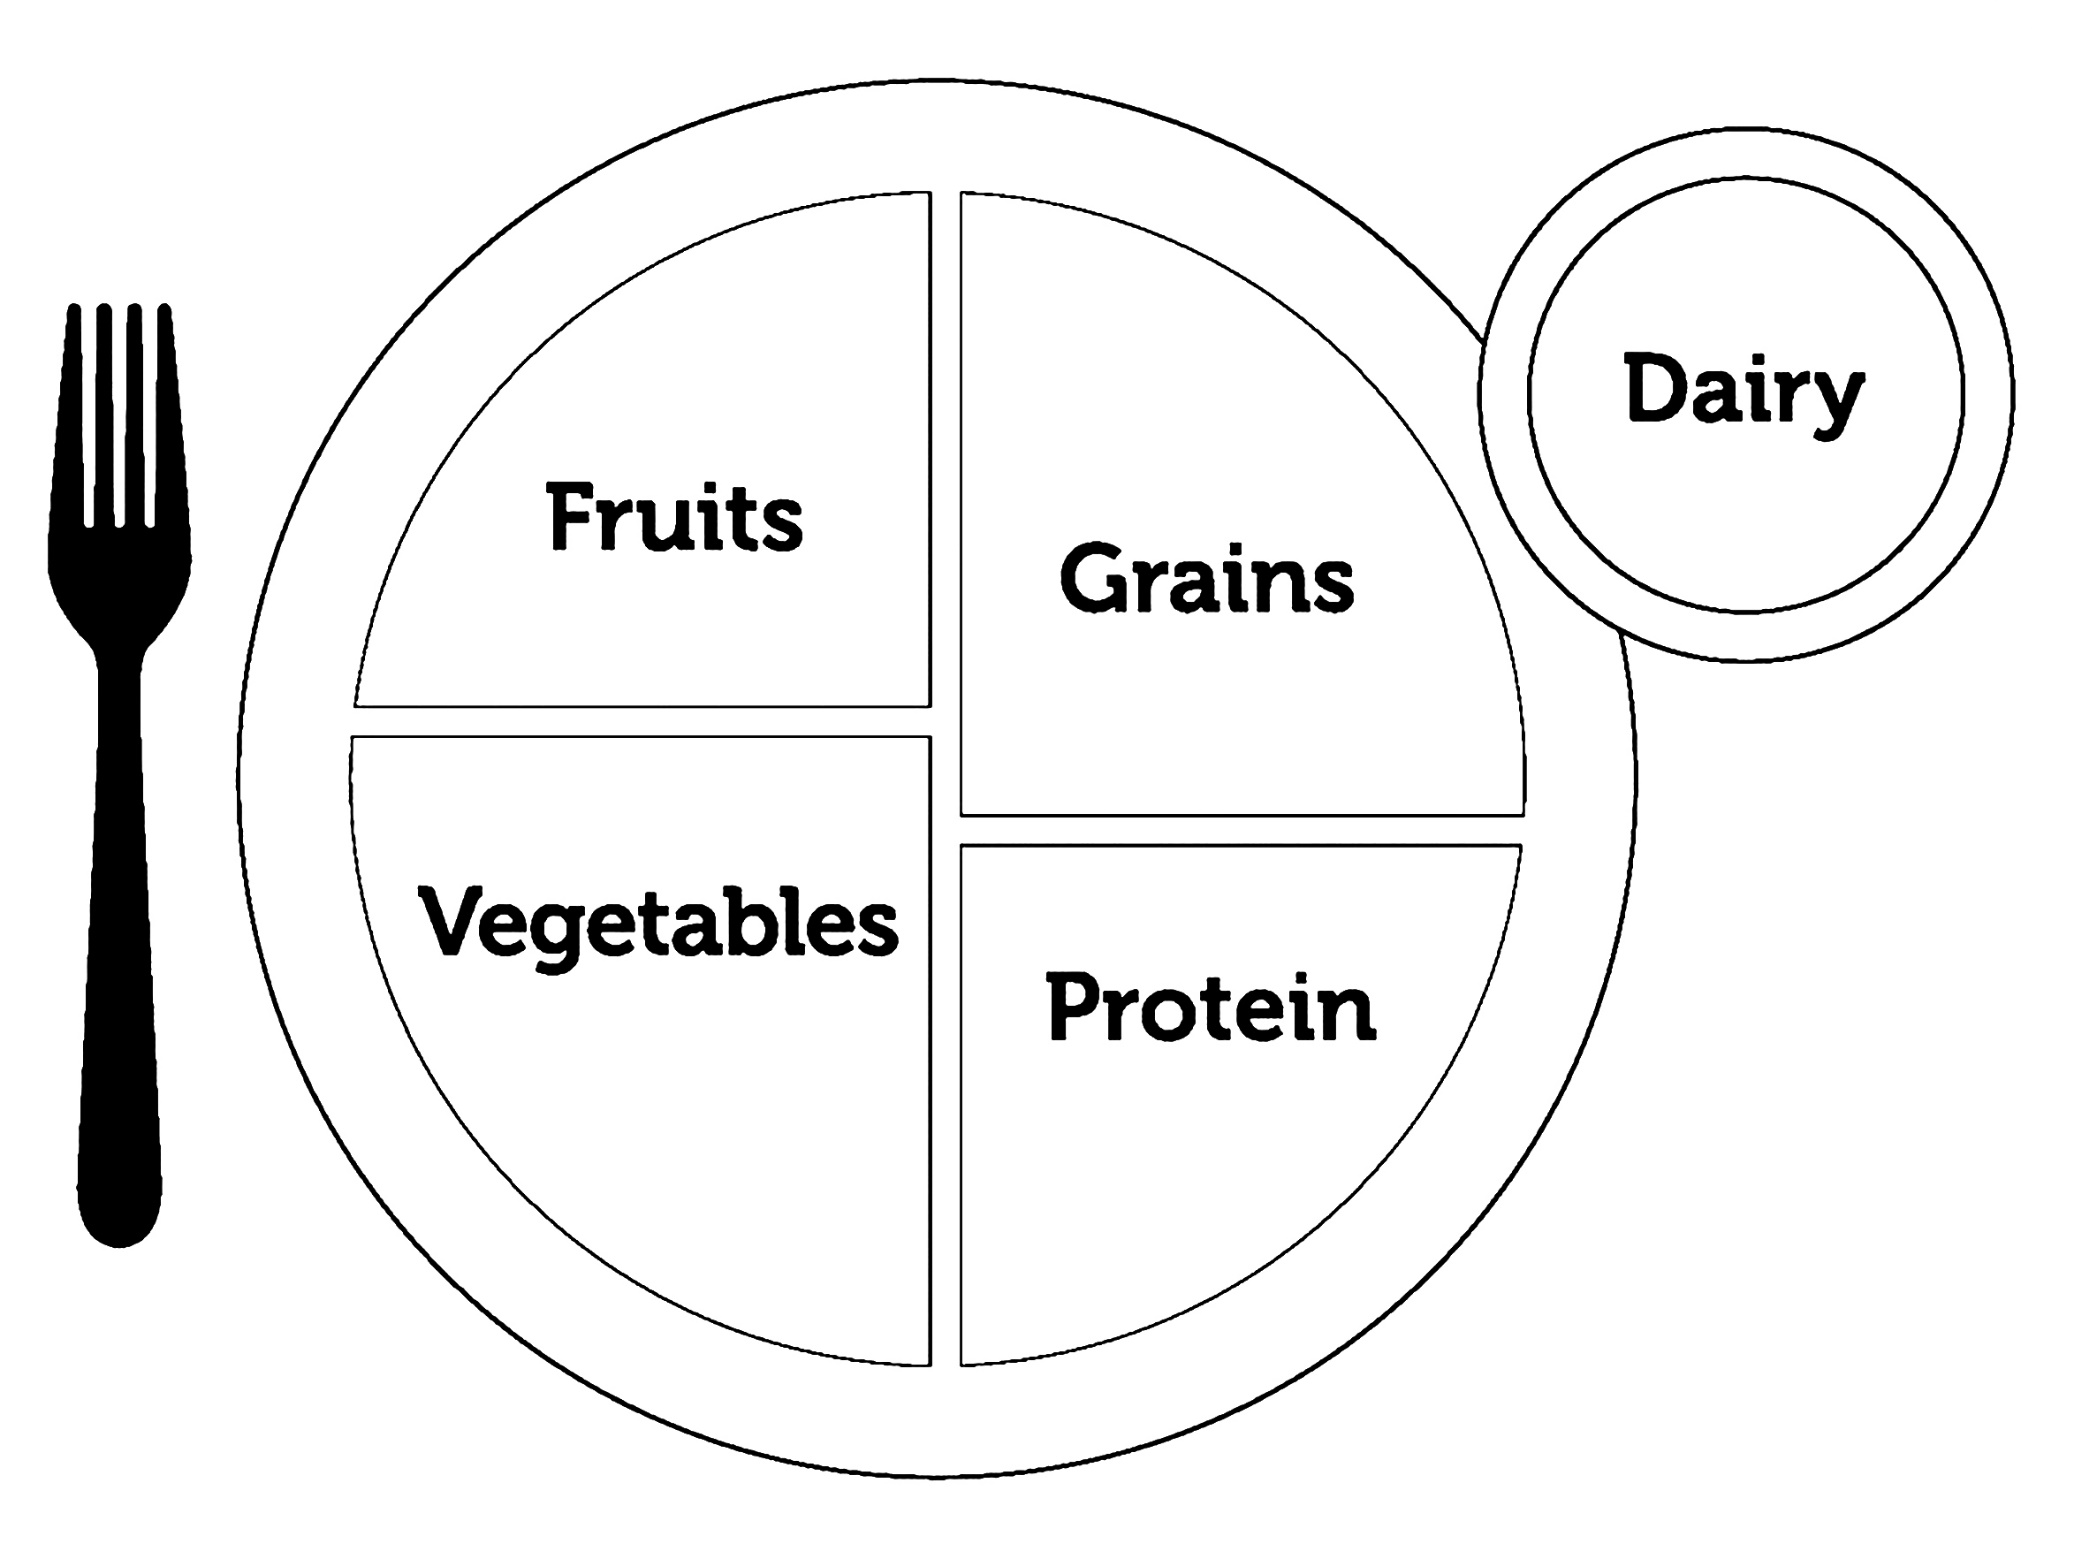 Fruits
Grains
Dairy
Vegetables
Protein